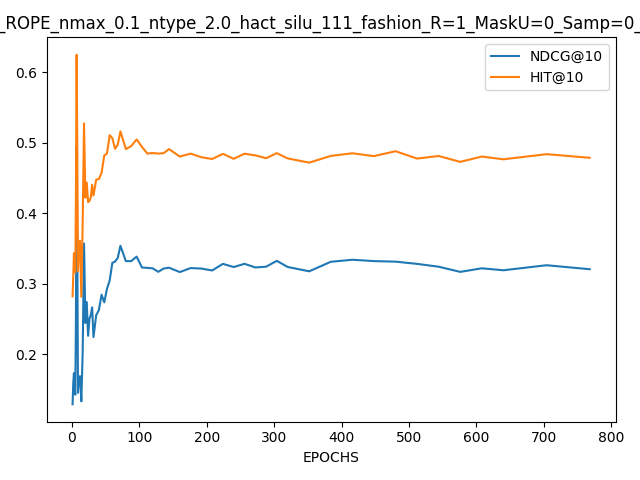 _ROPE_nmax_0.1_ntype_2.0_hact_silu_111_fashion_R=1_MaskU=0_Samp=0_
NDCG@10
HIT@10
0.6
0.5
0.4
0.3
0.2
0 100 200 300 400 500 600 700 800
EPOCHS